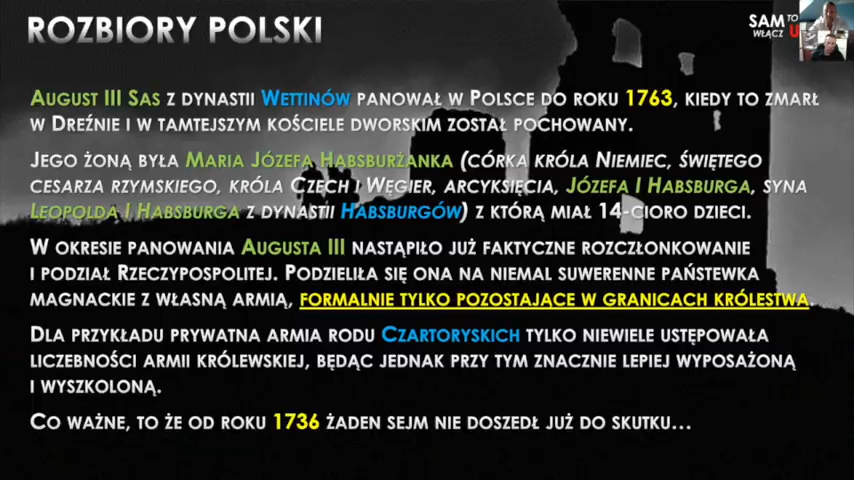 ROZBIORY POLSKI
SAM TO
WŁĄCZ U
AUGUST III SAS Z DYNASTII WETTINÓW PANOWAŁ W POLSCE DO ROKU 1763, KIEDY TO ZMARŁ
W DREŹNIE I W TAMTEJSZYM KOŚCIELE DWORSKIM ZOSTAŁ POCHOWANY.
JEGO ŻONĄ BYŁA MARIA JÓZEFA HABSBURŻANKA (CÓRKA KRÓLA NIEMIEC, ŚWIĘTEGO
CESARZA RZYMSKIEGO, KRÓLA CZECH I WĘGIER, ARCYKSIĘCIA, JÓZEFA I HABSBURGA, SYNA
LEOPOLDA I HABSBURGA Z DYNASTII HABSBURGÓW) Z KTÓRĄ MIAŁ 14-CIORO DZIECI.
W OKRESIE PANOWANIA AUGUSTA III NASTĄPIŁO JUŻ FAKTYCZNE ROZCZŁONKOWANIE
I PODZIAŁ RZECZYPOSPOLITEJ. PODZIELIŁA SIĘ ONA NA NIEMAL SUWERENNE PAŃSTEWKA
MAGNACKIE Z WŁASNĄ ARMIĄ, FORMALNIE TYLKO POZOSTAJĄCE W GRANICACH KRÓLESTWA.
DLA PRZYKŁADU PRYWATNA ARMIA RODU CZARTORYSKICH TYLKO NIEWIELE USTĘPOWAŁA
LICZEBNOŚCI ARMII KRÓLEWSKIEJ, BĘDĄC JEDNAK PRZY TYM ZNACZNIE LEPIEJ WYPOSAŻONĄ
I WYSZKOLONĄ.
CO WAŻNE, TO ŻE OD ROKU 1736 ŻADEN SEJM NIE DOSZEDŁ JUŻ DO SKUTKU...